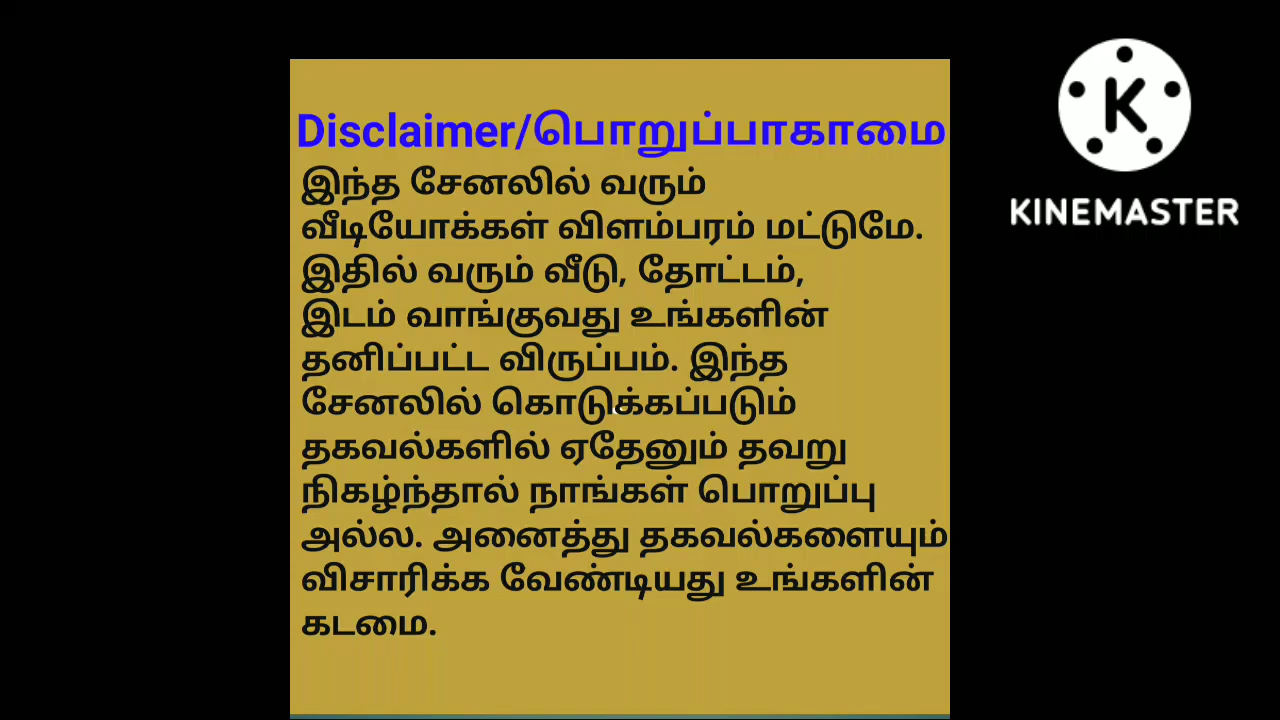 Disclaimer/பொறுப்பாகாமை
இந்த சேனலில் வரும்
வீடியோக்கள் விளம்பரம் மட்டுமே.
இதில் வரும் வீடு, தோட்டம்,
இடம் வாங்குவது உங்களின்
தனிப்பட்ட விருப்பம். இந்த
சேனலில் கொடுக்கப்படும்
தகவல்களில் ஏதேனும் தவறு
நிகழ்ந்தால் நாங்கள் பொறுப்பு
அல்ல. அனைத்து தகவல்களையும்
விசாரிக்க வேண்டியது உங்களின்
கடமை.
K
KINEMASTER